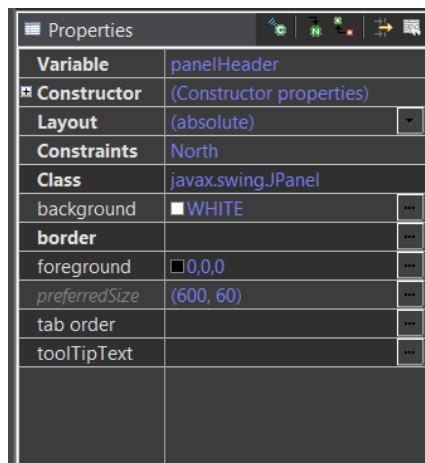 Properties
Variable panelHeader
Constructor (Constructor properties)
Layout (absolute)
Constraints North
Class javax.swing.JPanel
background WHITE
border
foreground 0,0,0
preferredSize (600, 60)
tab order
toolTipText